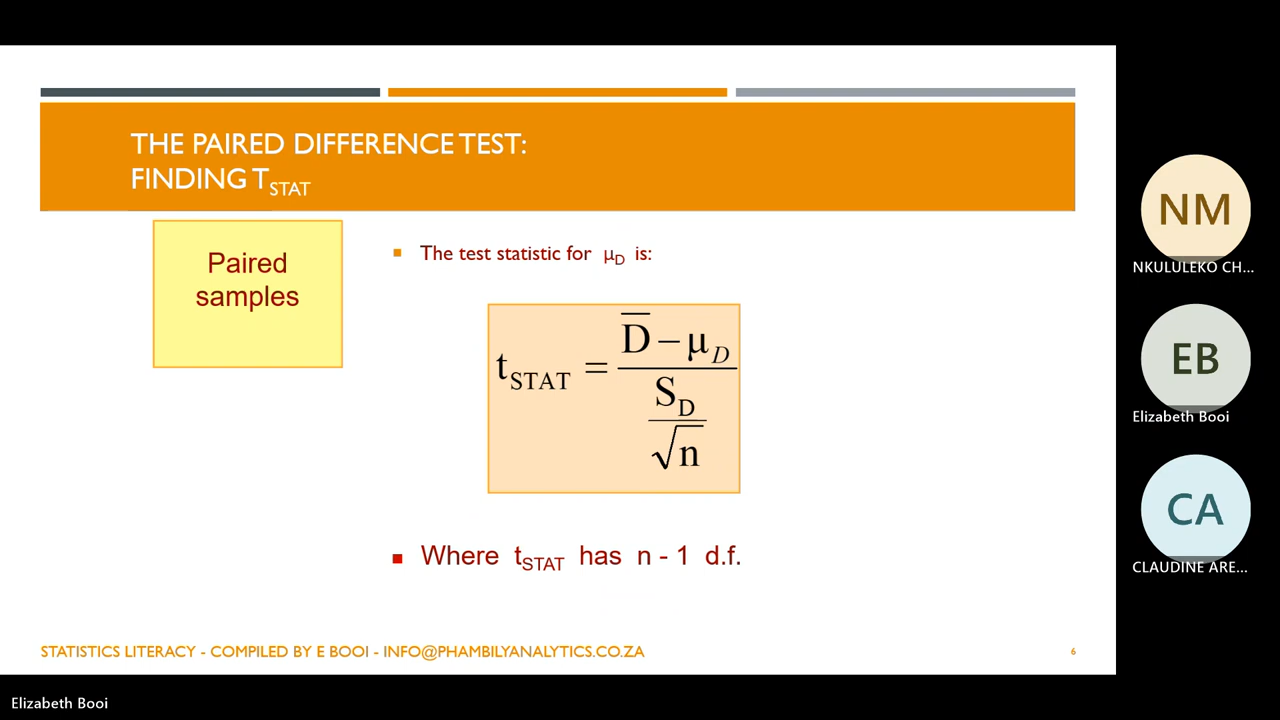 THE PAIRED DIFFERENCE TEST:
FINDING TSTAT
Paired
samples
The test statistic for μD is:
tSTAT = (D̅ − μD) / (SD / √n)
Where tSTAT has n - 1 d.f.
STATISTICS LITERACY - COMPILED BY E BOOI - INFO@PHAMBILYANALYTICS.CO.ZA
6
NM
NKULULEKO CH...
EB
Elizabeth Booi
CA
CLAUDINE ARE...
Elizabeth Booi